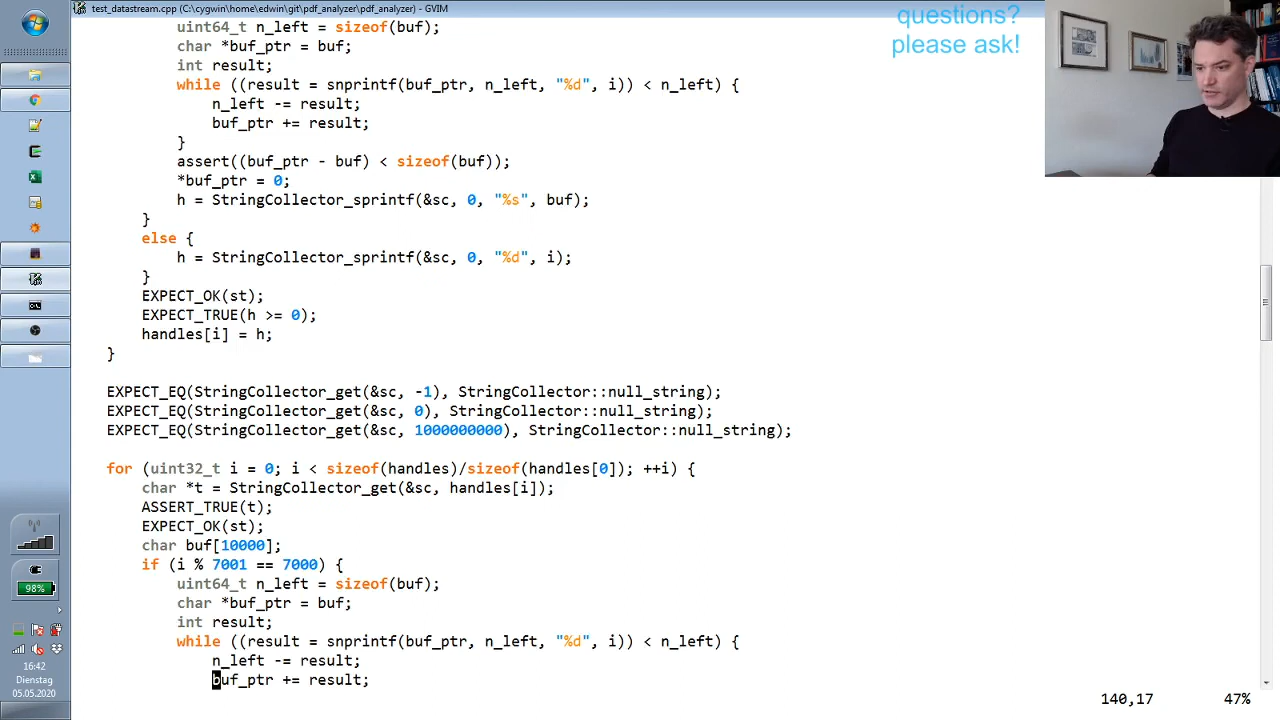 test_datastream.cpp (C:\cygwin\home\edwin\git\pdf_analyzer\pdf_analyzer) - GVIM
questions?
please ask!
uint64_t n_left = sizeof(buf);
char *buf_ptr = buf;
int result;
while ((result = snprintf(buf_ptr, n_left, "%d", i)) < n_left) {
n_left -= result;
buf_ptr += result;
}
assert((buf_ptr - buf) < sizeof(buf));
*buf_ptr = 0;
h = StringCollector_sprintf(&sc, 0, "%s", buf);
}
else {
h = StringCollector_sprintf(&sc, 0, "%d", i);
}
EXPECT_OK(st);
EXPECT_TRUE(h >= 0);
handles[i] = h;
}
EXPECT_EQ(StringCollector_get(&sc, -1), StringCollector::null_string);
EXPECT_EQ(StringCollector_get(&sc, 0), StringCollector::null_string);
EXPECT_EQ(StringCollector_get(&sc, 1000000000), StringCollector::null_string);
for (uint32_t i = 0; i < sizeof(handles)/sizeof(handles[0]); ++i) {
char *t = StringCollector_get(&sc, handles[i]);
ASSERT_TRUE(t);
EXPECT_OK(st);
char buf[10000];
if (i % 7001 == 7000) {
uint64_t n_left = sizeof(buf);
char *buf_ptr = buf;
int result;
while ((result = snprintf(buf_ptr, n_left, "%d", i)) < n_left) {
n_left -= result;
buf_ptr += result;
140,17 47%
98%
16:42
Dienstag
05.05.2020